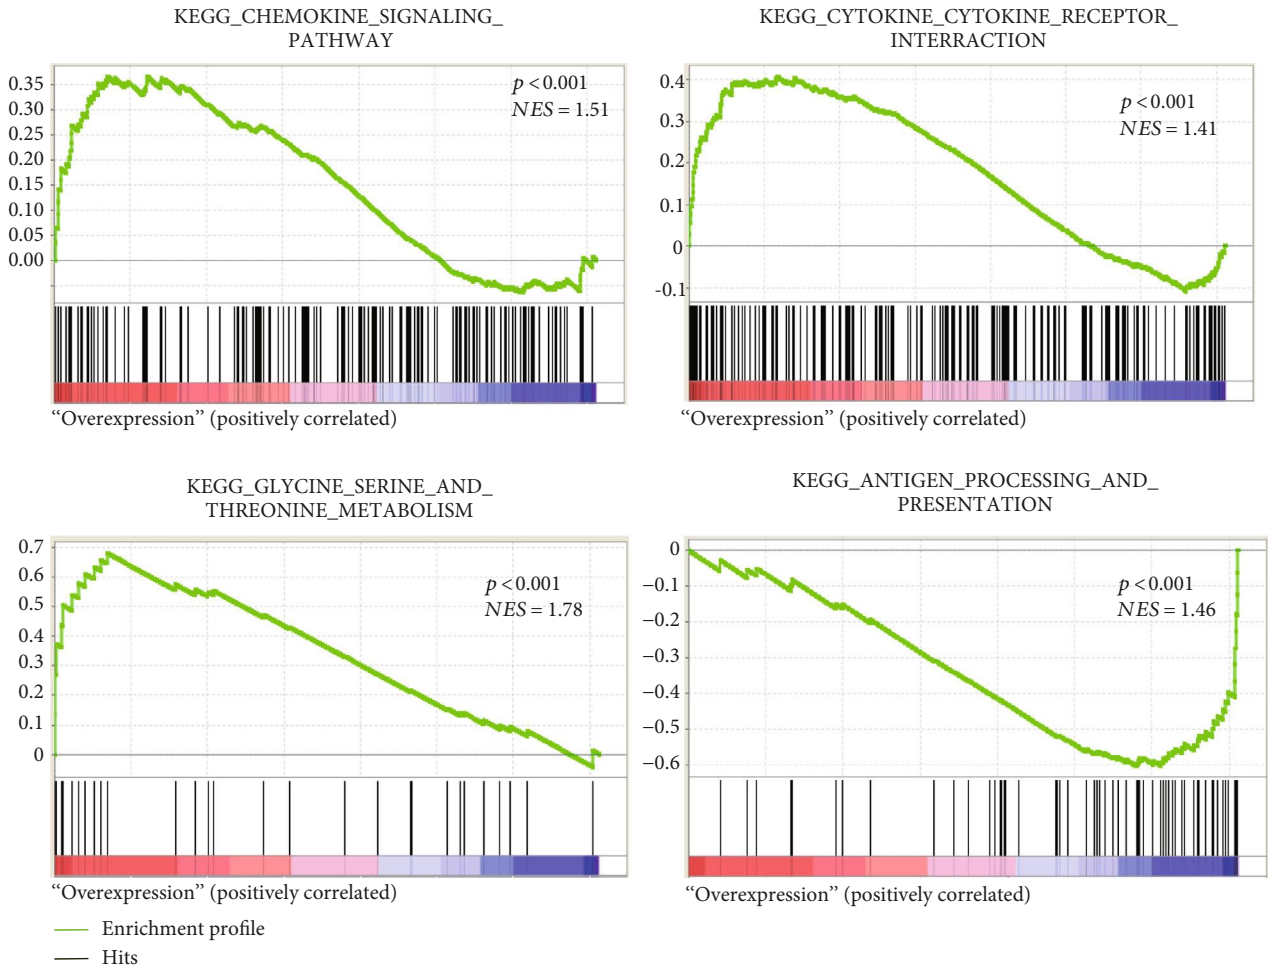 KEGG_CHEMOKINE_SIGNALING_
PATHWAY
0.35
0.30
0.25
0.20
0.15
0.10
0.05
0.00
p < 0.001
NES = 1.51
“Overexpression” (positively correlated)
KEGG_CYTOKINE_CYTOKINE_RECEPTOR_
INTERRACTION
0.4
0.3
0.2
0.1
0
-0.1
p < 0.001
NES = 1.41
“Overexpression” (positively correlated)
KEGG_GLYCINE_SERINE_AND_
THREONINE_METABOLISM
0.7
0.6
0.5
0.4
0.3
0.2
0.1
0
p < 0.001
NES = 1.78
“Overexpression” (positively correlated)
KEGG_ANTIGEN_PROCESSING_AND_
PRESENTATION
0
−0.1
−0.2
−0.3
−0.4
−0.5
−0.6
p < 0.001
NES = 1.46
“Overexpression” (positively correlated)
Enrichment profile
Hits